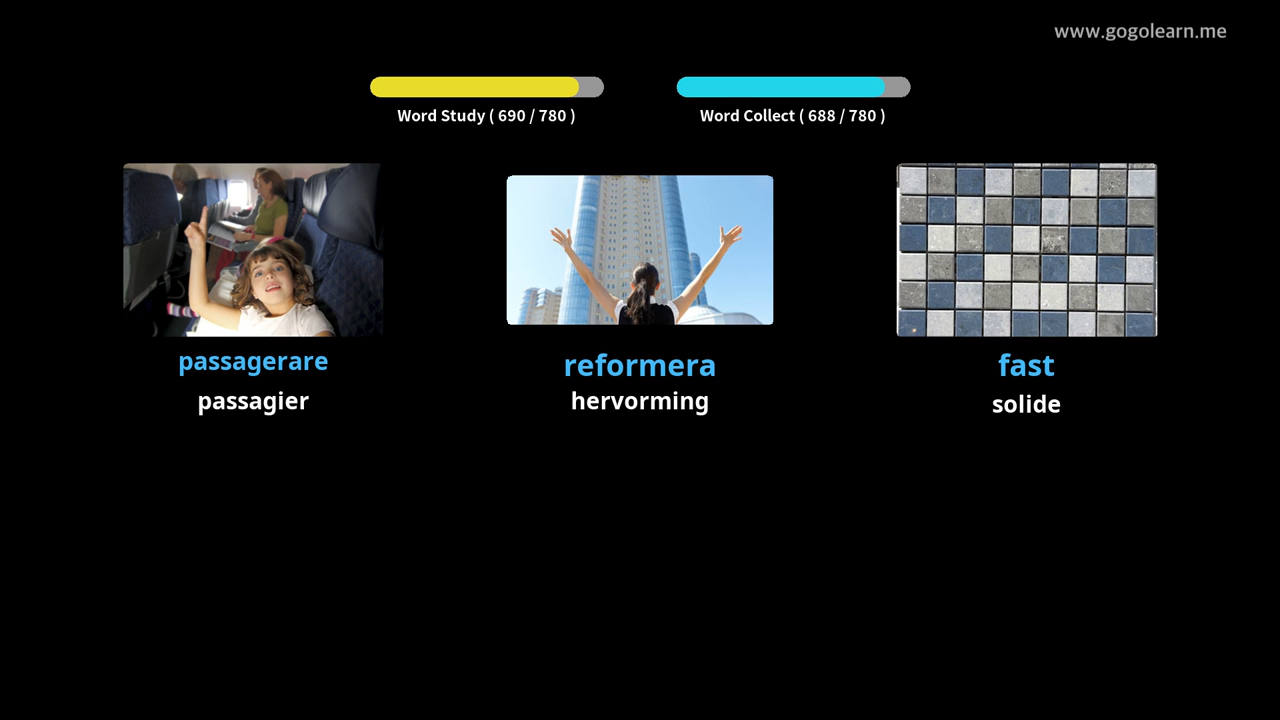 www.gogolearn.me
Word Study ( 690 / 780 )
Word Collect ( 688 / 780 )
passagerare
passagier
reformera
hervorming
fast
solide